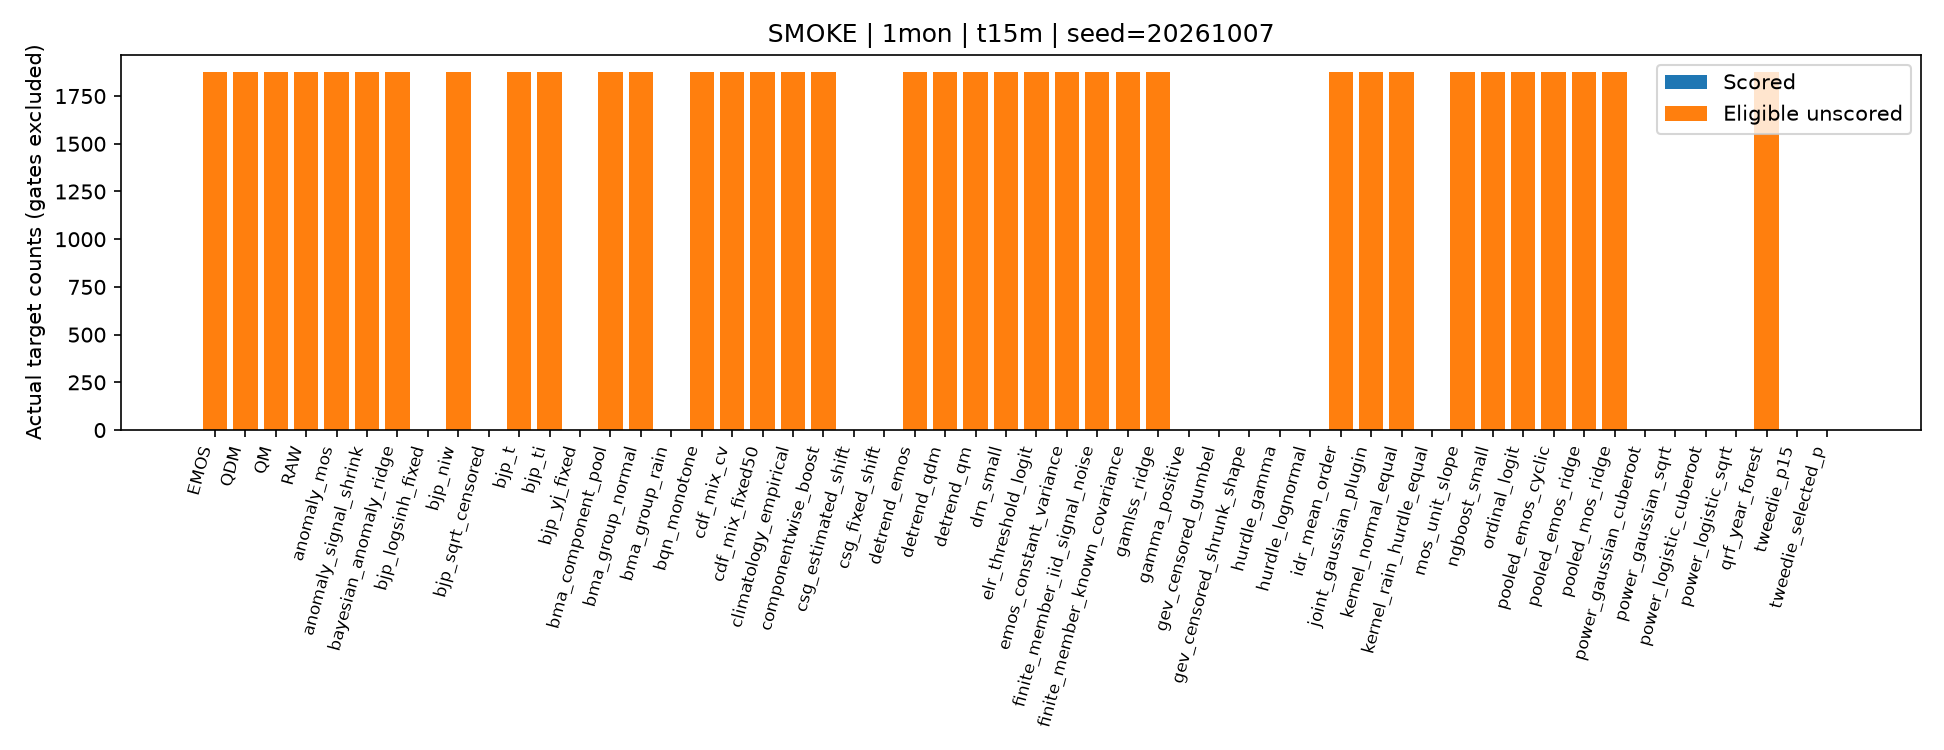 SMOKE | 1mon | t15m | seed=20261007
Actual target counts (gates excluded)
1750
1500
1250
1000
750
500
250
0
Scored
Eligible unscored
EMOS
QDM
QM
RAW
anomaly_mos
anomaly_signal_shrink
bayesian_anomaly_ridge
bjp_logsinh_fixed
bjp_niw
bjp_sqrt_censored
bjp_t
bjp_ti
bjp_yj_fixed
bma_component_pool
bma_group_normal
bma_group_rain
bqn_monotone
cdf_mix_cv
cdf_mix_fixed50
climatology_empirical
componentwise_boost
csg_estimated_shift
csg_fixed_shift
detrend_emos
detrend_qdm
detrend_qm
drn_small
elr_threshold_logit
emos_constant_variance
finite_member_iid_signal_noise
finite_member_known_covariance
gamlss_ridge
gamma_positive
gev_censored_gumbel
gev_censored_shrunk_shape
hurdle_gamma
hurdle_lognormal
idr_mean_order
joint_gaussian_plugin
kernel_normal_equal
kernel_rain_hurdle_equal
mos_unit_slope
ngboost_small
ordinal_logit
pooled_emos_cyclic
pooled_emos_ridge
pooled_mos_ridge
power_gaussian_cuberoot
power_gaussian_sqrt
power_logistic_cuberoot
power_logistic_sqrt
qrf_year_forest
tweedie_p15
tweedie_selected_p